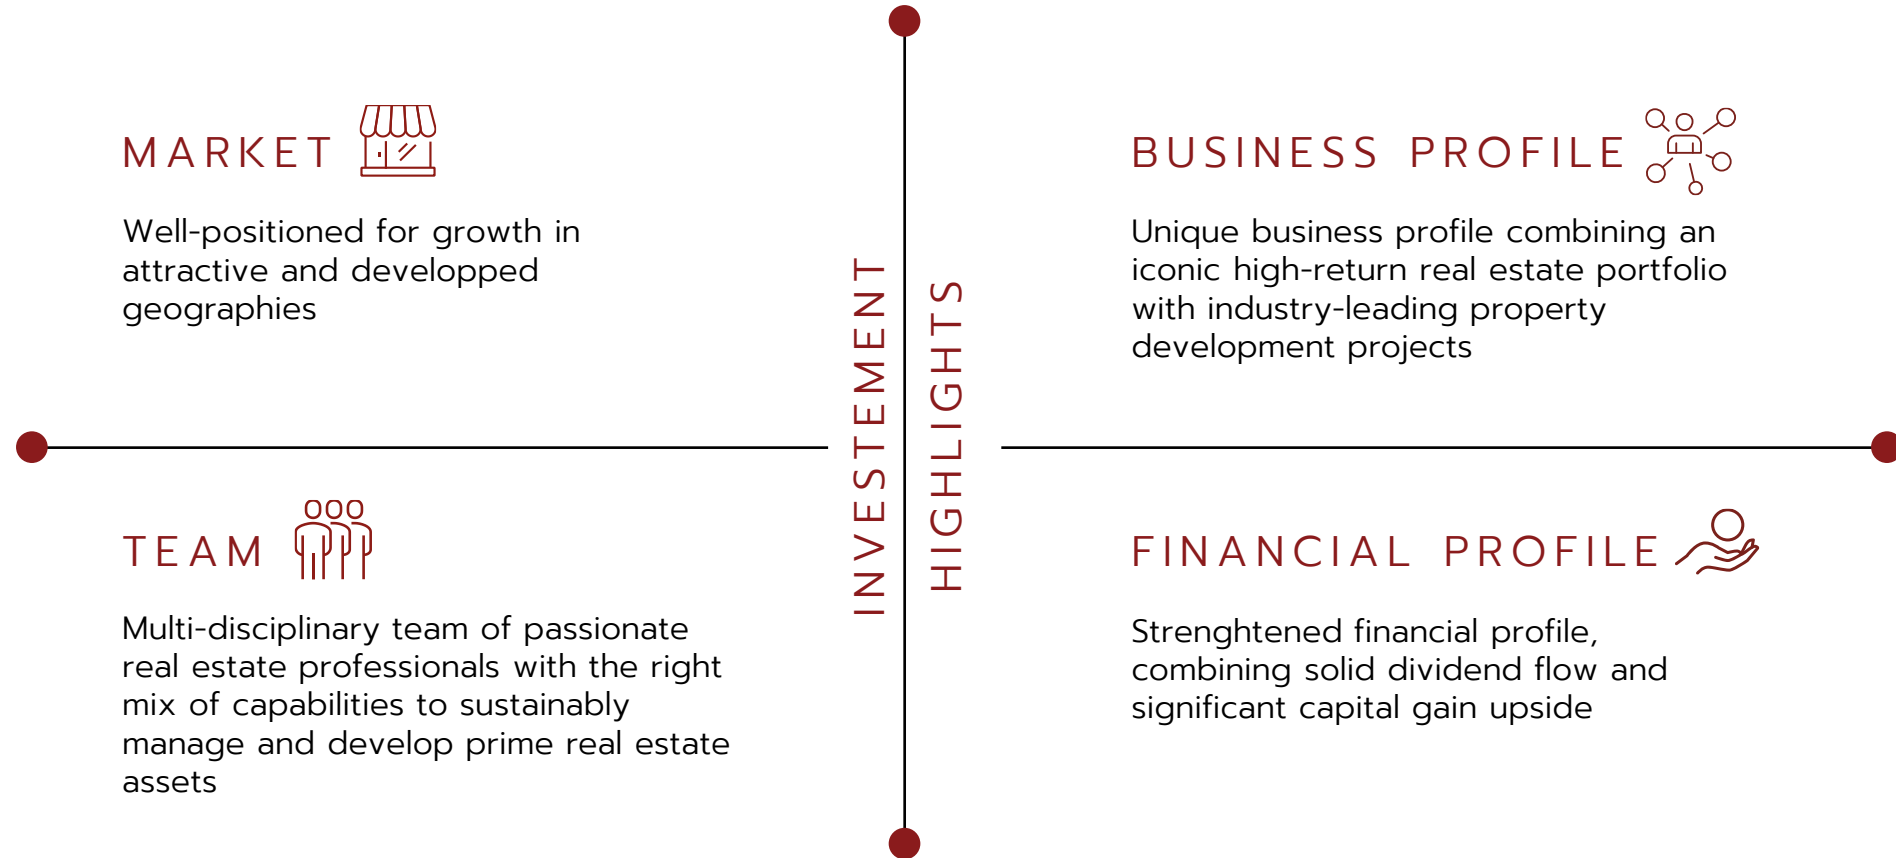 MARKET
Well-positioned for growth in
attractive and developped
geographies
BUSINESS PROFILE
Unique business profile combining an
iconic high-return real estate portfolio
with industry-leading property
development projects
INVESTEMENT
HIGHLIGHTS
TEAM
Multi-disciplinary team of passionate
real estate professionals with the right
mix of capabilities to sustainably
manage and develop prime real estate
assets
FINANCIAL PROFILE
Strenghtened financial profile,
combining solid dividend flow and
significant capital gain upside